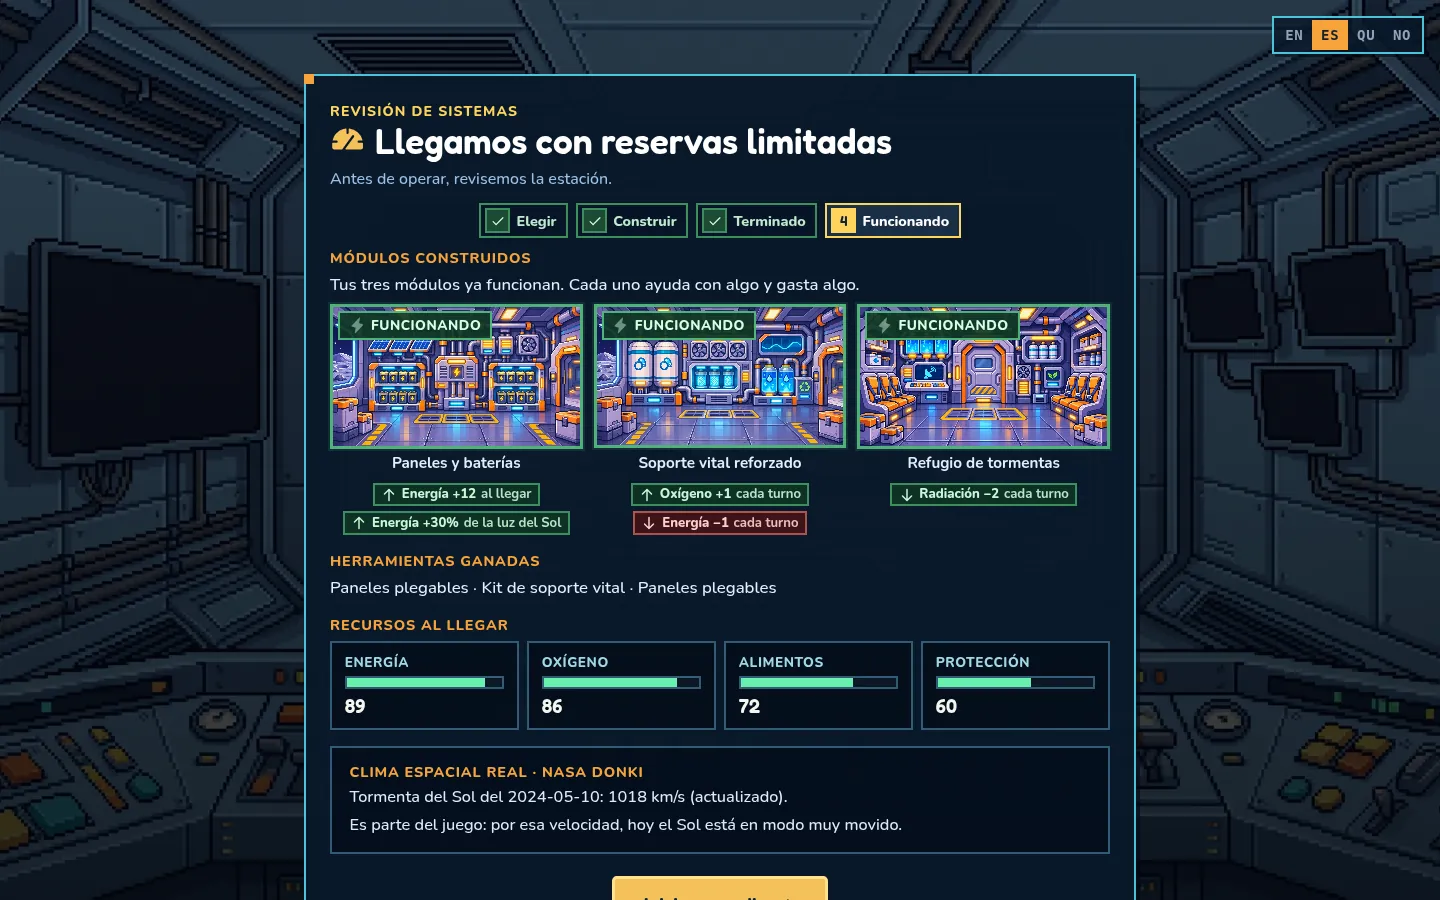 EN ES QU NO
REVISIÓN DE SISTEMAS
Llegamos con reservas limitadas
Antes de operar, revisemos la estación.
Elegir Construir Terminado 4 Funcionando
MÓDULOS CONSTRUIDOS
Tus tres módulos ya funcionan. Cada uno ayuda con algo y gasta algo.
FUNCIONANDO FUNCIONANDO FUNCIONANDO
Paneles y baterías Soporte vital reforzado Refugio de tormentas
↑ Energía +12 al llegar ↑ Oxígeno +1 cada turno ↓ Radiación −2 cada turno
↑ Energía +30% de la luz del Sol ↓ Energía −1 cada turno
HERRAMIENTAS GANADAS
Paneles plegables · Kit de soporte vital · Paneles plegables
RECURSOS AL LLEGAR
ENERGÍA OXÍGENO ALIMENTOS PROTECCIÓN
89 86 72 60
CLIMA ESPACIAL REAL · NASA DONKI
Tormenta del Sol del 2024-05-10: 1018 km/s (actualizado).
Es parte del juego: por esa velocidad, hoy el Sol está en modo muy movido.